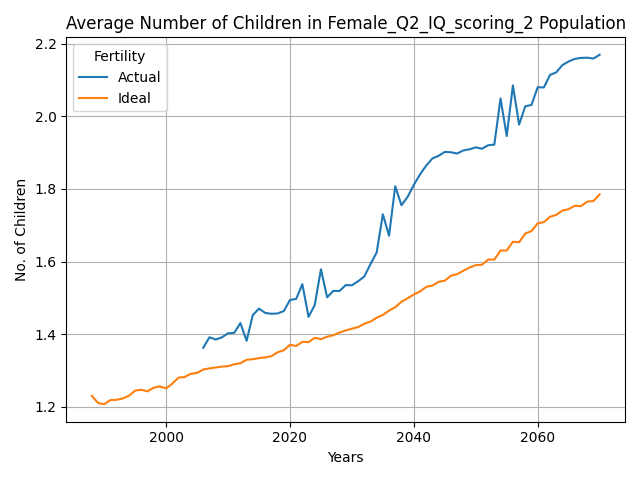 Average Number of Children in Female_Q2_IQ_scoring_2 Population
Fertility
Actual
Ideal
No. of Children
2.2
2.0
1.8
1.6
1.4
1.2
2000 2020 2040 2060
Years